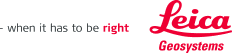 - when it has to be right
Leica
Geosystems